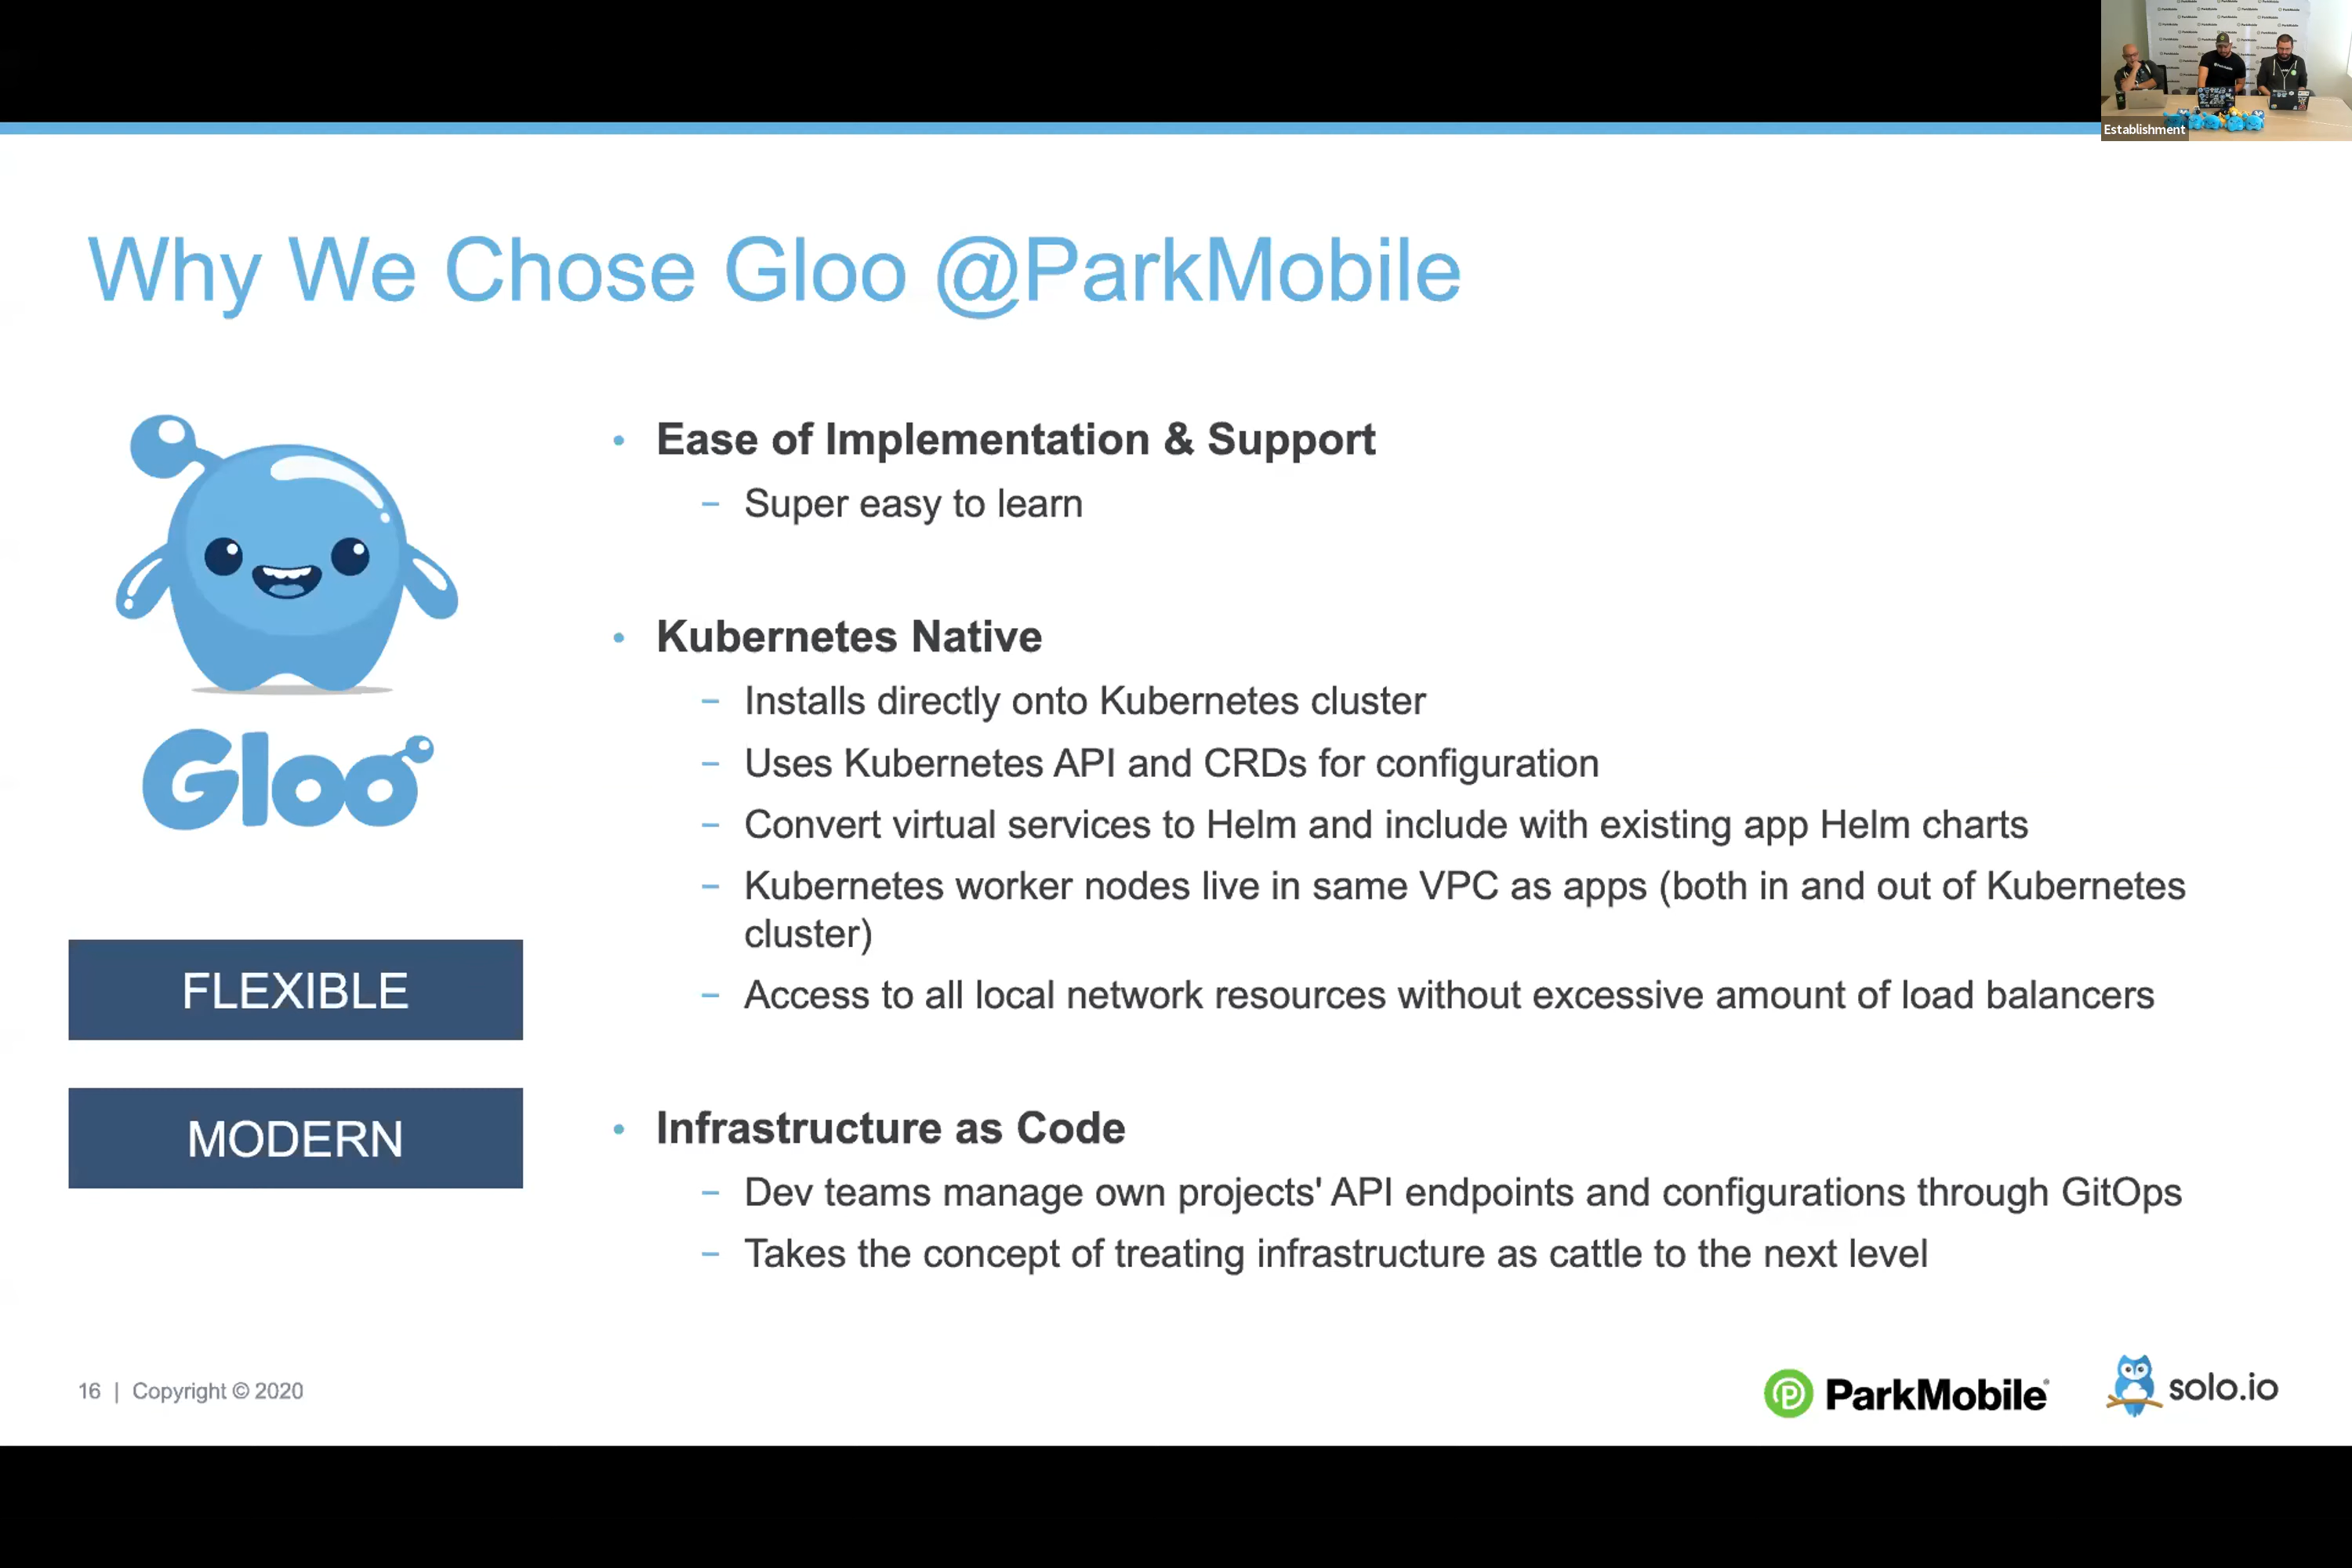 Establishment
Why We Chose Gloo @ParkMobile
Gloo
FLEXIBLE
MODERN
• Ease of Implementation & Support
– Super easy to learn
• Kubernetes Native
– Installs directly onto Kubernetes cluster
– Uses Kubernetes API and CRDs for configuration
– Convert virtual services to Helm and include with existing app Helm charts
– Kubernetes worker nodes live in same VPC as apps (both in and out of Kubernetes
cluster)
– Access to all local network resources without excessive amount of load balancers
• Infrastructure as Code
– Dev teams manage own projects' API endpoints and configurations through GitOps
– Takes the concept of treating infrastructure as cattle to the next level
16 | Copyright © 2020
ParkMobile
solo.io